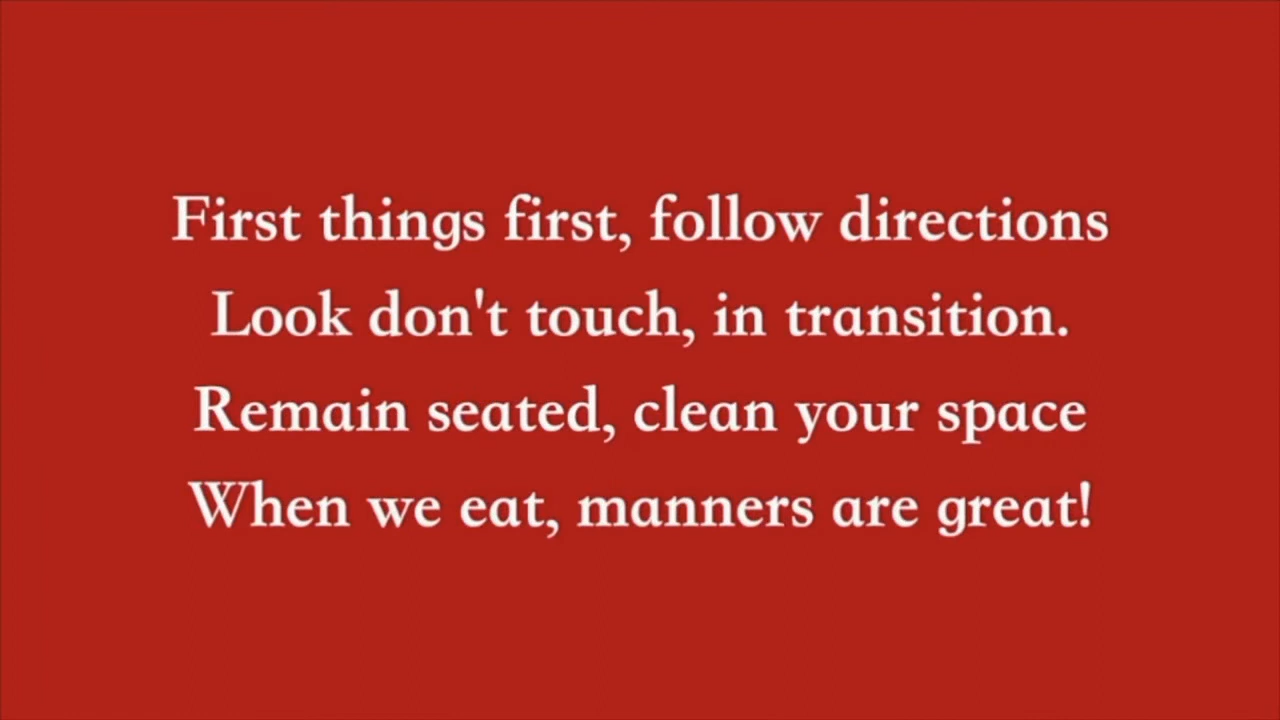 First things first, follow directions
Look don't touch, in transition.
Remain seated, clean your space
When we eat, manners are great!